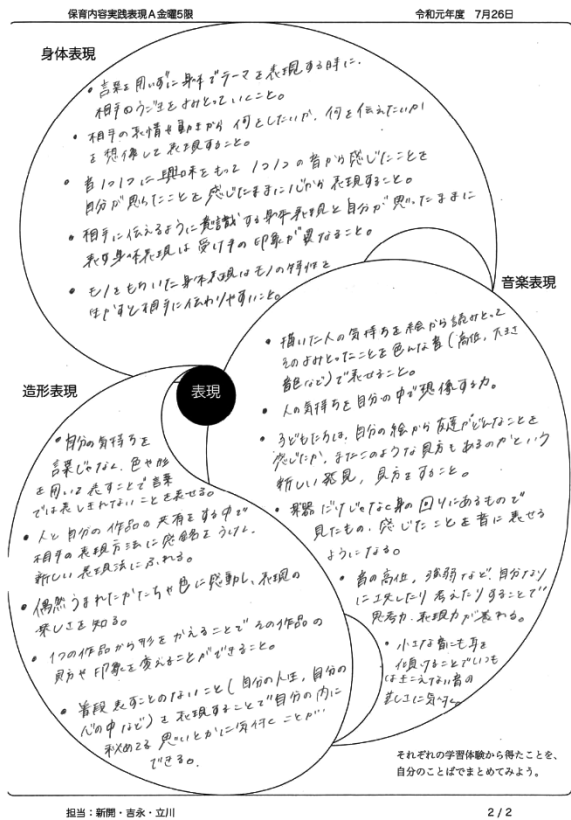 保育内容実践表現A金曜5限
令和元年度 7月26日
身体表現
・言葉を用いずに身体でテーマを表現する時に、
相手の をよみとっていくこと。
・相手の表情や動きから何をしたいか、何を伝えたいか
を想像して表現すること。
・音1つ1つに興味をもって1つ1つの音から感じたことを
自分が思ったことを感じたままに心から表現すること。
・相手に伝えるように意識する身体表現と自分が思ったままに
表す身体表現は受け手の印象が異なること。
・モノをもちいた身体表現はモノの特性を
生かすと相手に伝わりやすいこと。
音楽表現
・描いた人の気持ちを絵から読みとって
そのよみとったことを色んな音(高低、大きさ
音色など)で表せること。
・人の気持ちを自分の中で想像する力。
・子どもたちは、自分の絵から友達がどんなことを
感じたか、またこのような見方もあるのかという
新しい発見、見方をすること。
・楽器だけじゃなく身の回りにあるもので
見たもの、感じたことを音に表せる
ようになる。
・音の高低、強弱など、自分なり
に工夫したり考えたりすることで
思考力、表現力が表れる。
・小さな音にも耳を
傾けることでいつも
はきこえない音の
美しさに気づく。
造形表現
表現
・自分の気持ちを
言葉じゃなく、色や形
を用いて表すことで言葉
では表しきれないことを表せる。
・人と自分の作品の共有をする中で
相手の表現方法に感銘をうけ、
新しい表現法にふれる。
・偶然うまれたかたちや色に感動し、表現の
楽しさを知る。
・1つの作品から形をかえることでその作品の
見方や印象を変えることができること。
・普段表すことのないこと(自分の人生、自分の
心の中など)を表現することで自分の内に
秘めてる思いとかに気付くことが
できる。
それぞれの学習体験から得たことを、
自分のことばでまとめてみよう。
担当:新開・吉永・立川
2/2